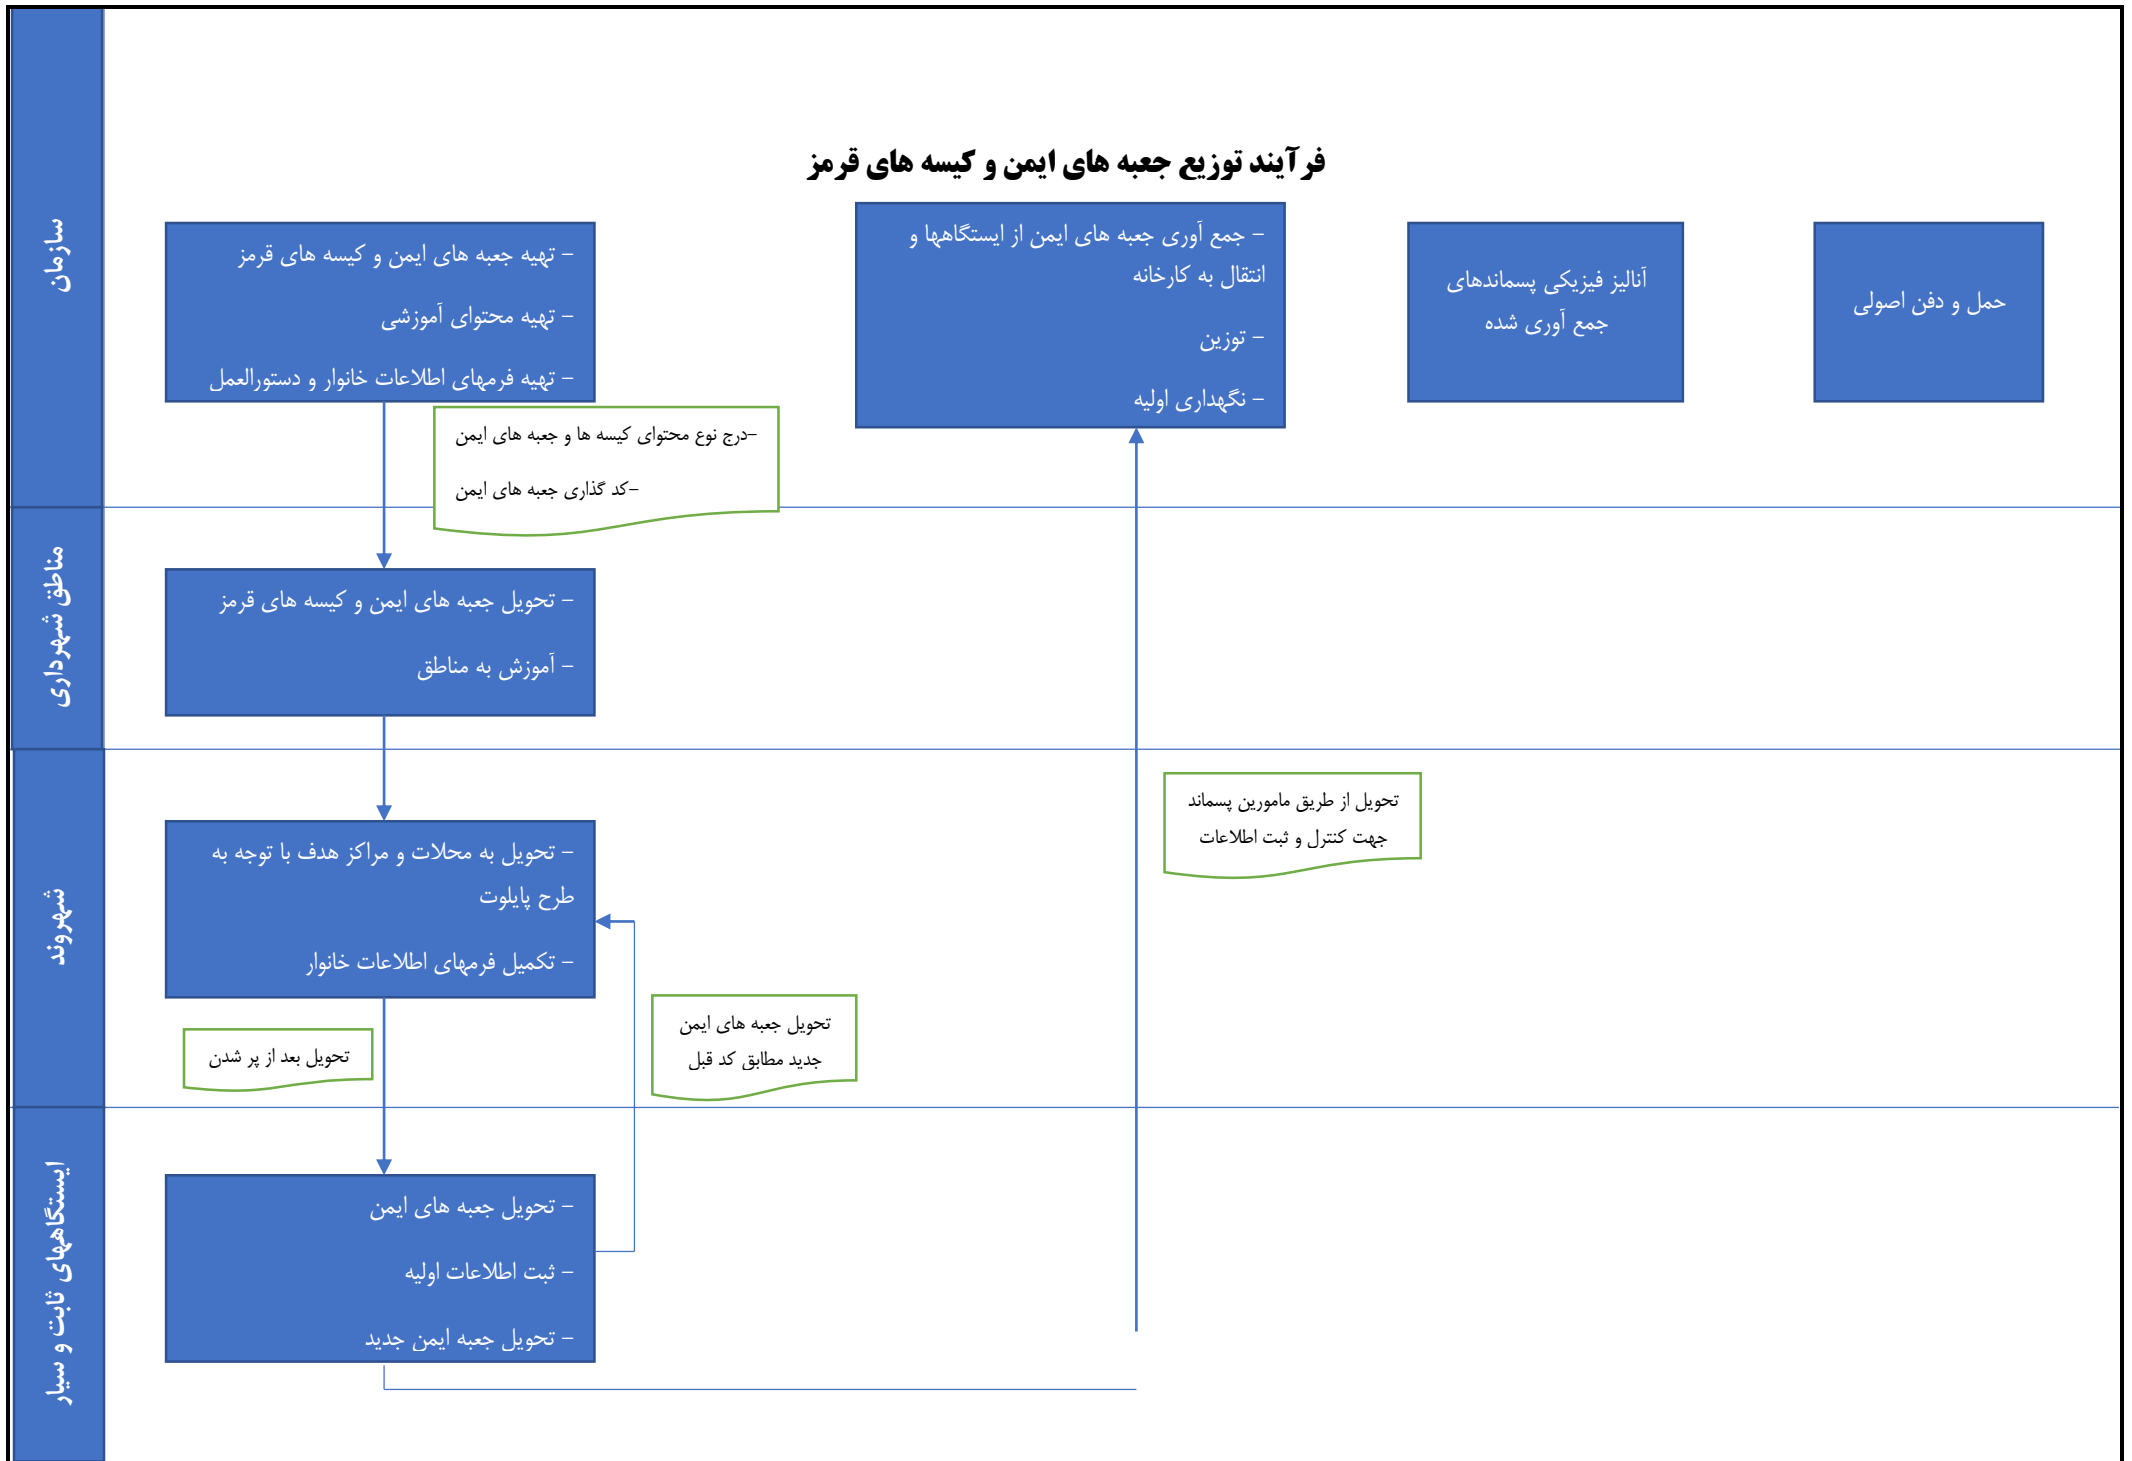 فرآیند توزیع جعبه های ایمن و کیسه های قرمز
سازمان
- تهیه جعبه های ایمن و کیسه های قرمز
- تهیه محتوای آموزشی
- تهیه فرمهای اطلاعات خانوار و دستورالعمل
- جمع آوری جعبه های ایمن از ایستگاهها و
انتقال به کارخانه
- توزین
- نگهداری اولیه
آنالیز فیزیکی پسماندهای
جمع آوری شده
حمل و دفن اصولی
-درج نوع محتوای کیسه ها و جعبه های ایمن
-کد گذاری جعبه های ایمن
مناطق شهرداری
- تحویل جعبه های ایمن و کیسه های قرمز
- آموزش به مناطق
شهروند
- تحویل به محلات و مراکز هدف با توجه به
طرح پایلوت
- تکمیل فرمهای اطلاعات خانوار
تحویل از طریق مامورین پسماند
جهت کنترل و ثبت اطلاعات
تحویل جعبه های ایمن
جدید مطابق کد قبل
تحویل بعد از پر شدن
ایستگاههای ثابت و سیار
- تحویل جعبه های ایمن
- ثبت اطلاعات اولیه
- تحویل جعبه ایمن جدید